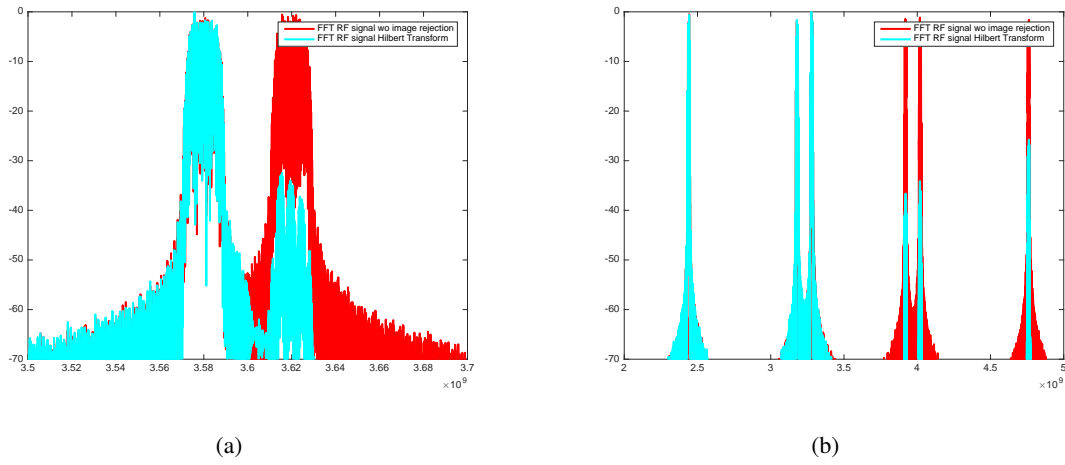 FFT RF signal wo image rejection
FFT RF signal Hilbert Transform
0
-10
-20
-30
-40
-50
-60
-70
3.5 3.52 3.54 3.56 3.58 3.6 3.62 3.64 3.66 3.68 3.7
×10⁹
(a)
FFT RF signal wo image rejection
FFT RF signal Hilbert Transform
0
-10
-20
-30
-40
-50
-60
-70
2 2.5 3 3.5 4 4.5 5
×10⁹
(b)